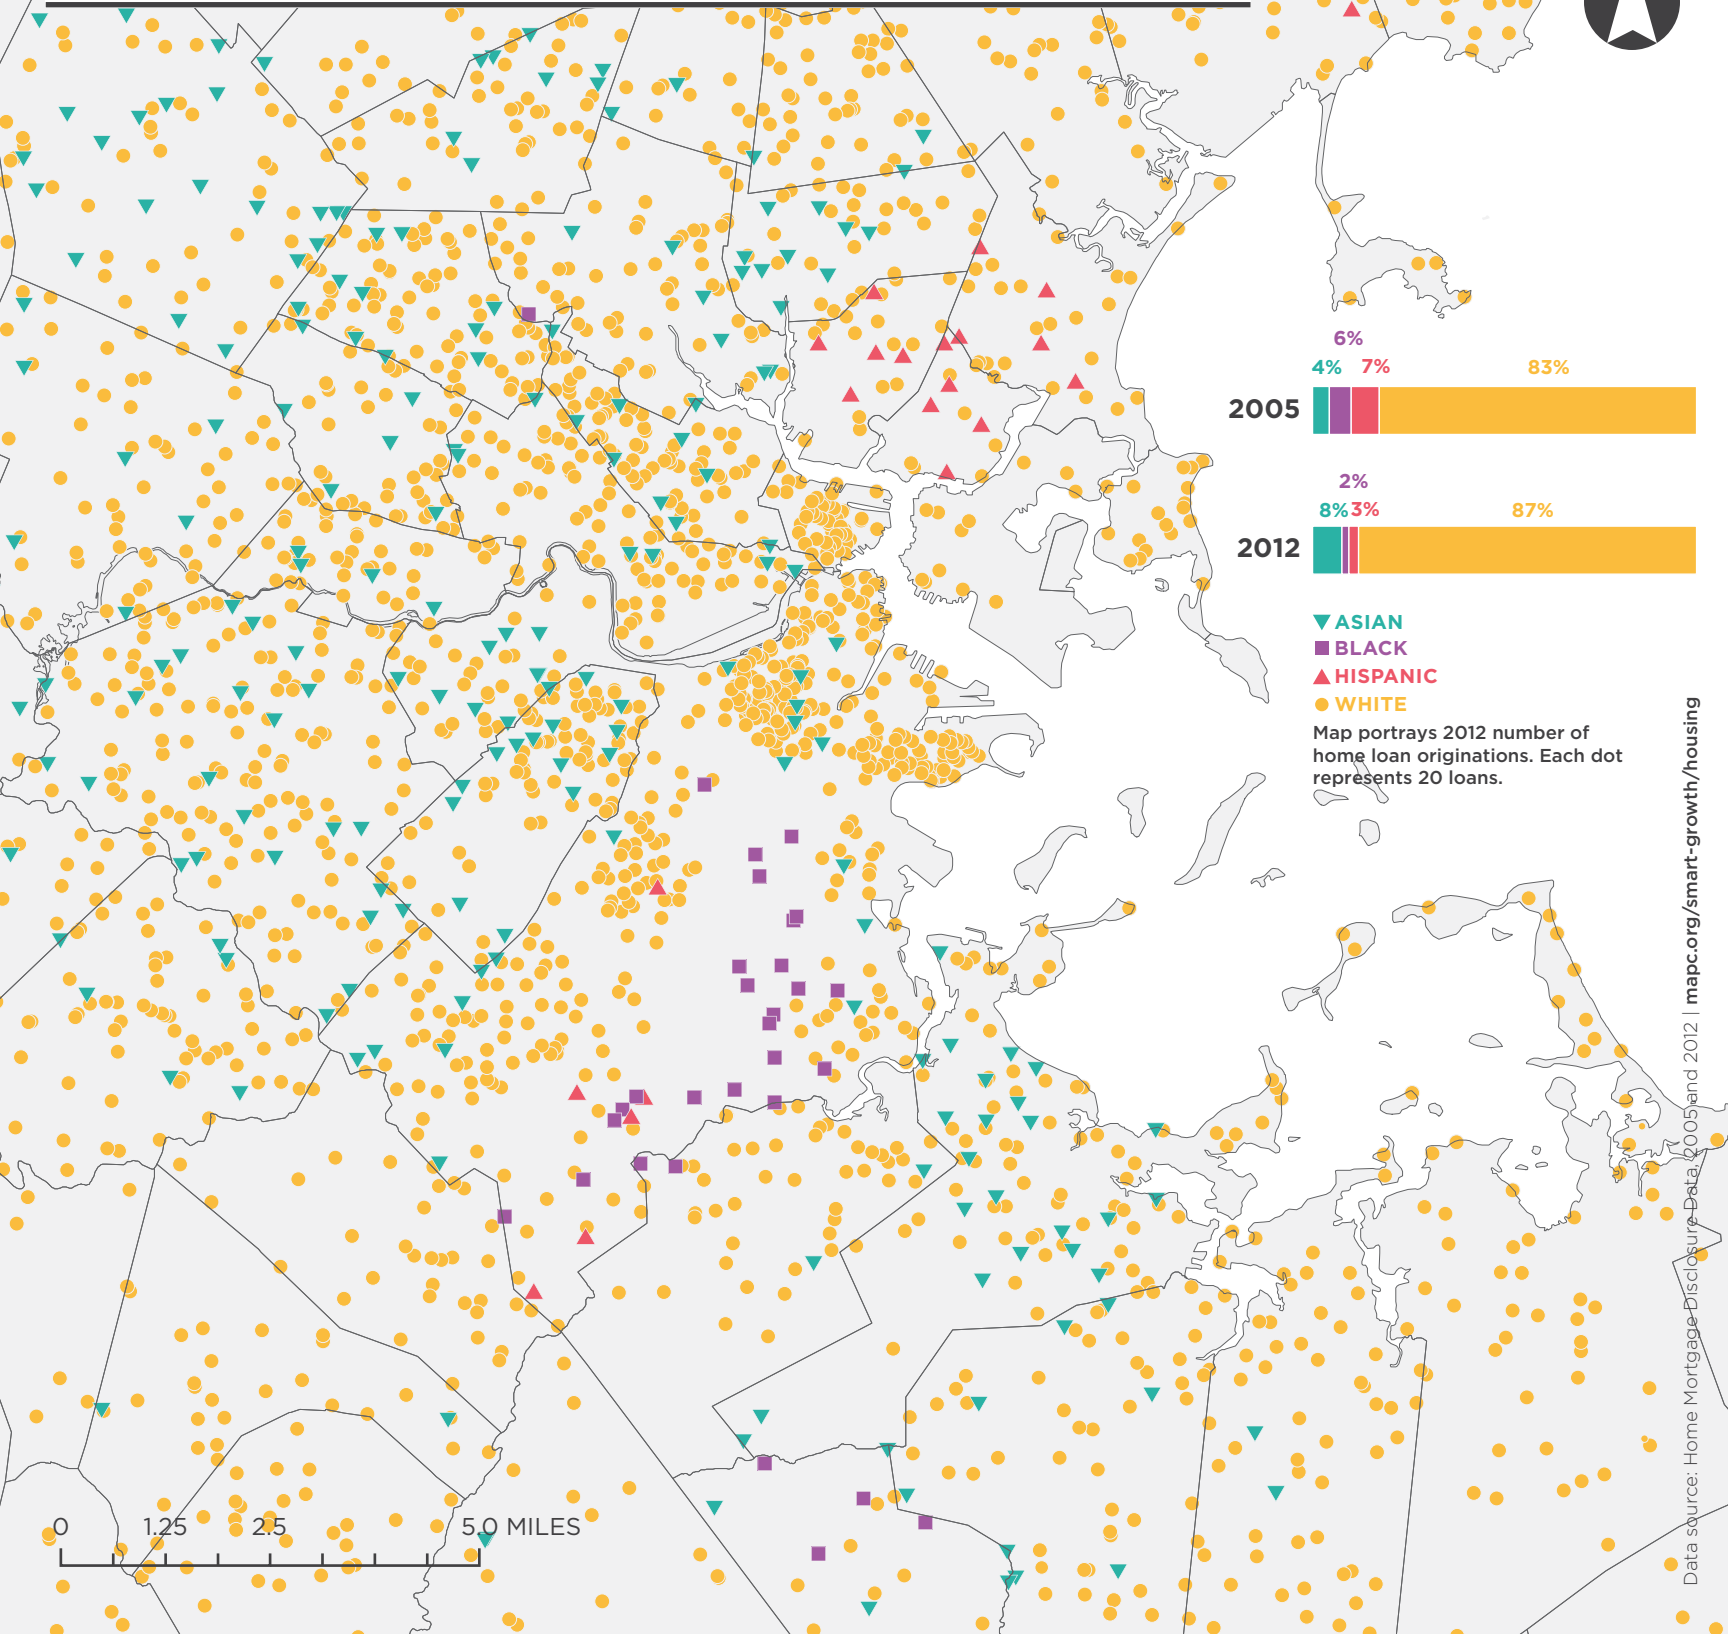 6%
4% 7% 83%
2005
2%
8% 3% 87%
2012
ASIAN
BLACK
HISPANIC
WHITE
Map portrays 2012 number of
home loan originations. Each dot
represents 20 loans.
Data source: Home Mortgage Disclosure Data, 2005 and 2012 | mapc.org/smart-growth/housing
0 1.25 2.5 5.0 MILES